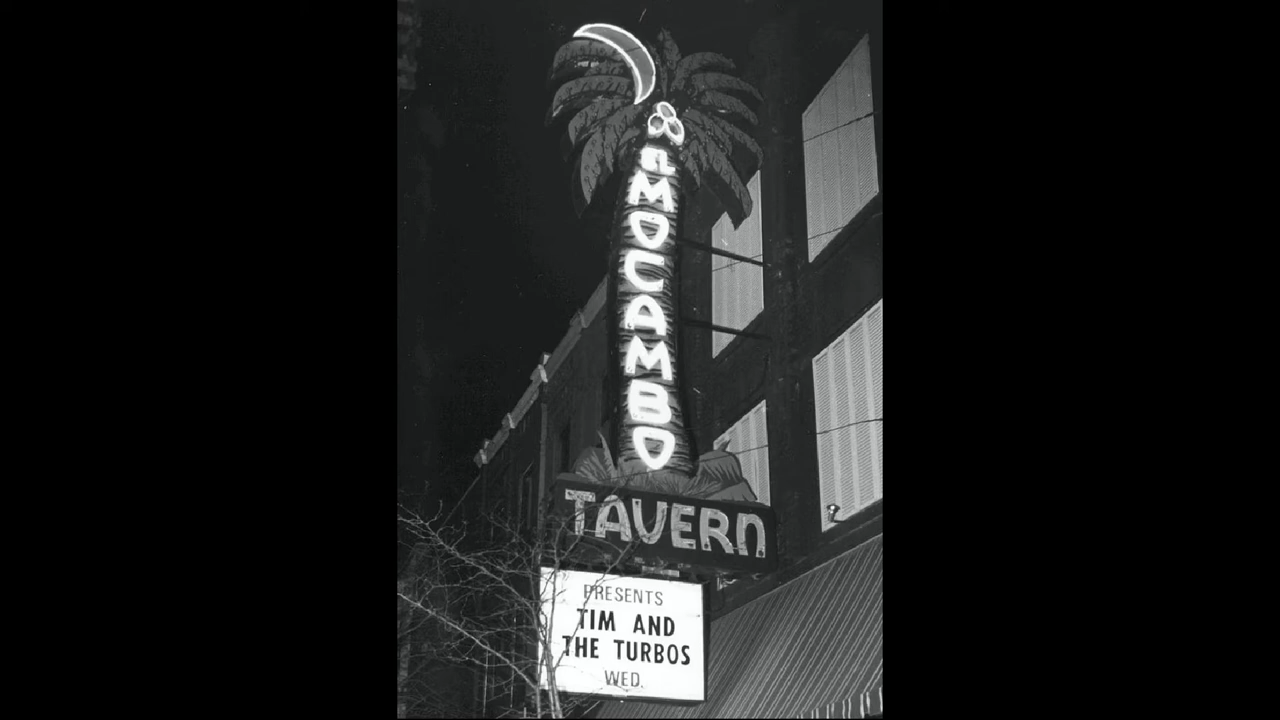 EL
MOCAMBO
TAVERN
PRESENTS
TIM AND
THE TURBOS
WED.